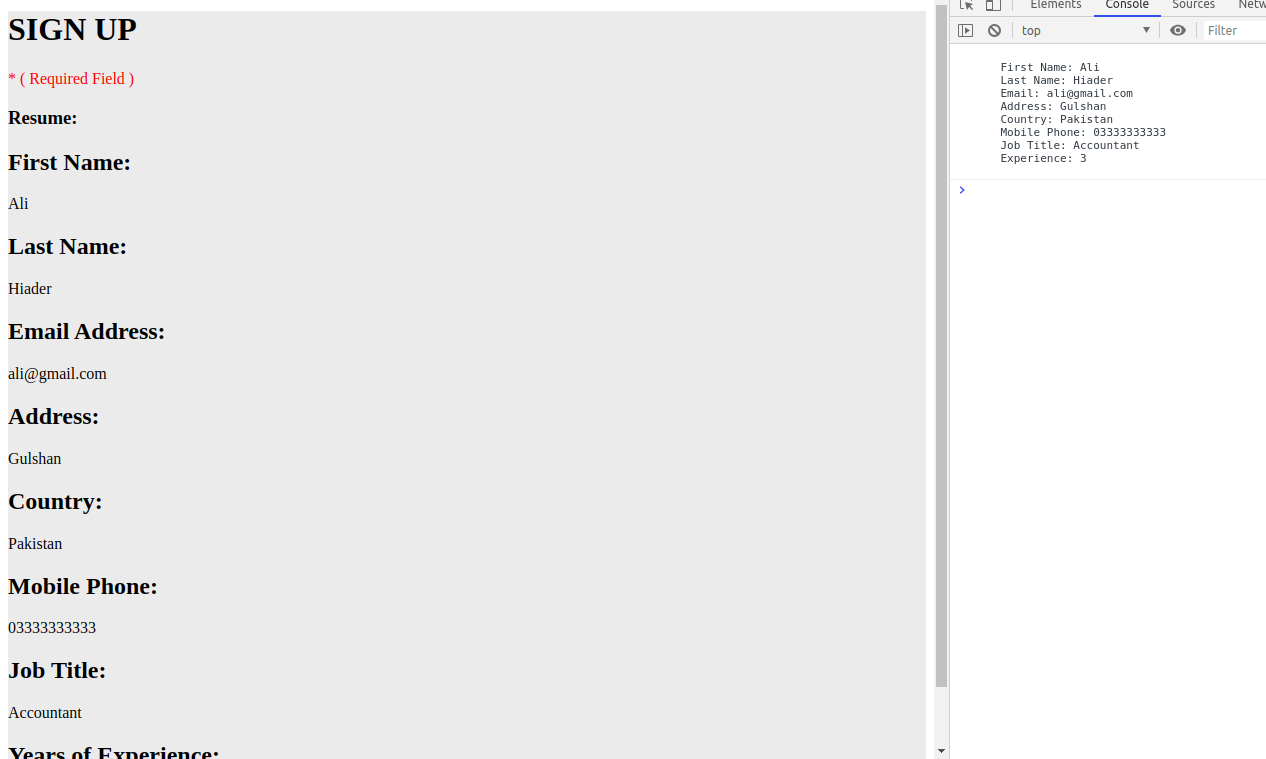 SIGN UP
* ( Required Field )
Resume:
First Name:
Ali
Last Name:
Hiader
Email Address:
ali@gmail.com
Address:
Gulshan
Country:
Pakistan
Mobile Phone:
03333333333
Job Title:
Accountant
Years of Experience:
Elements Console Sources Netw
top Filter
First Name: Ali
Last Name: Hiader
Email: ali@gmail.com
Address: Gulshan
Country: Pakistan
Mobile Phone: 03333333333
Job Title: Accountant
Experience: 3